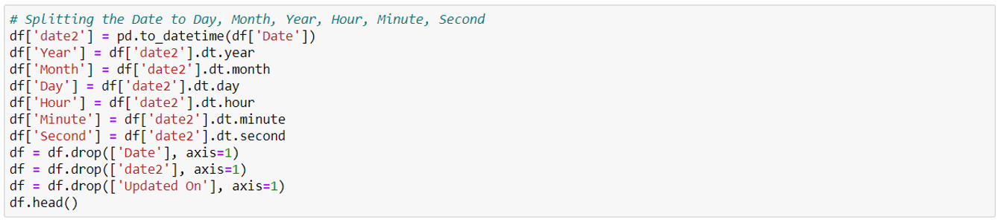 # Splitting the Date to Day, Month, Year, Hour, Minute, Second
df['date2'] = pd.to_datetime(df['Date'])
df['Year'] = df['date2'].dt.year
df['Month'] = df['date2'].dt.month
df['Day'] = df['date2'].dt.day
df['Hour'] = df['date2'].dt.hour
df['Minute'] = df['date2'].dt.minute
df['Second'] = df['date2'].dt.second
df = df.drop(['Date'], axis=1)
df = df.drop(['date2'], axis=1)
df = df.drop(['Updated On'], axis=1)
df.head()